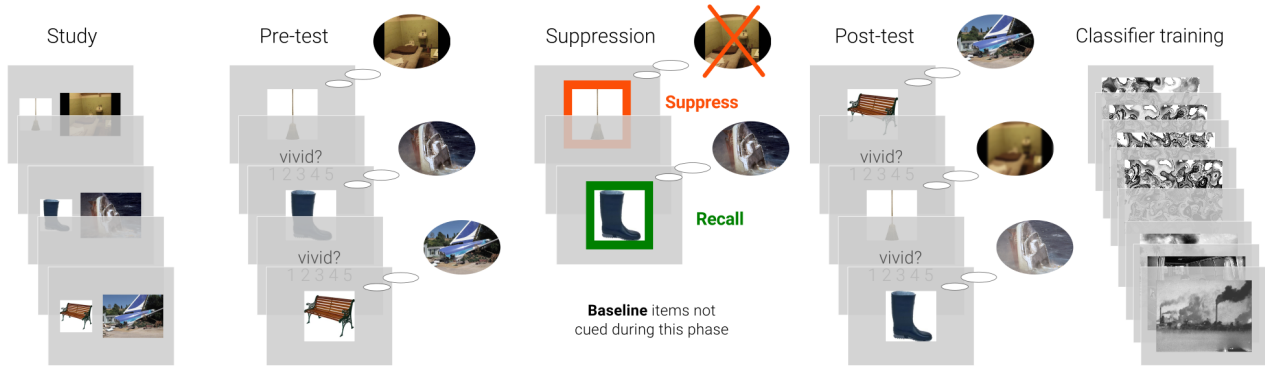 Study
Pre-test
vivid?
1 2 3 4 5
vivid?
1 2 3 4 5
Suppression
Suppress
Recall
Baseline items not
cued during this phase
Post-test
vivid?
1 2 3 4 5
vivid?
1 2 3 4 5
Classifier training